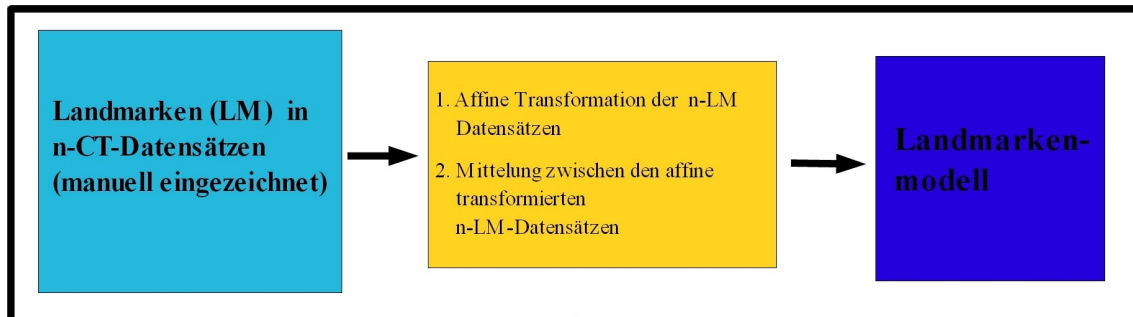 Landmarken (LM) in
n-CT-Datensätzen
(manuell eingezeichnet)
1. Affine Transformation der n-LM
Datensätzen
2. Mittelung zwischen den affine
transformierten
n-LM-Datensätzen
Landmarken-
modell